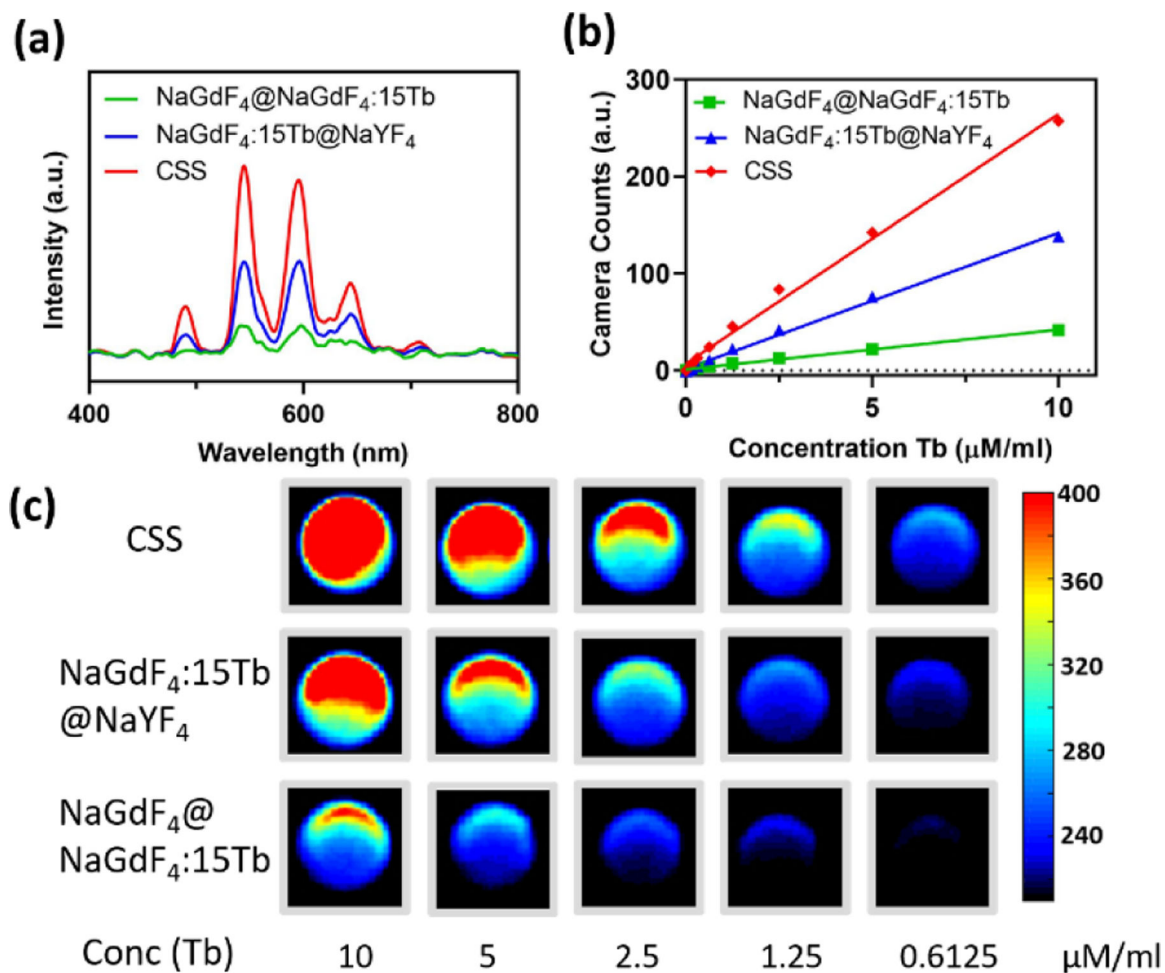 (a)
NaGdF₄@NaGdF₄:15Tb
NaGdF₄:15Tb@NaYF₄
CSS
Intensity (a.u.)
400
600
800
Wavelength (nm)
(b)
300
200
100
0
NaGdF₄@NaGdF₄:15Tb
NaGdF₄:15Tb@NaYF₄
CSS
Camera Counts (a.u.)
0
5
10
Concentration Tb (μM/ml)
(c)
CSS
NaGdF₄:15Tb
@NaYF₄
NaGdF₄@
NaGdF₄:15Tb
400
360
320
280
240
Conc (Tb) 10 5 2.5 1.25 0.6125 μM/ml